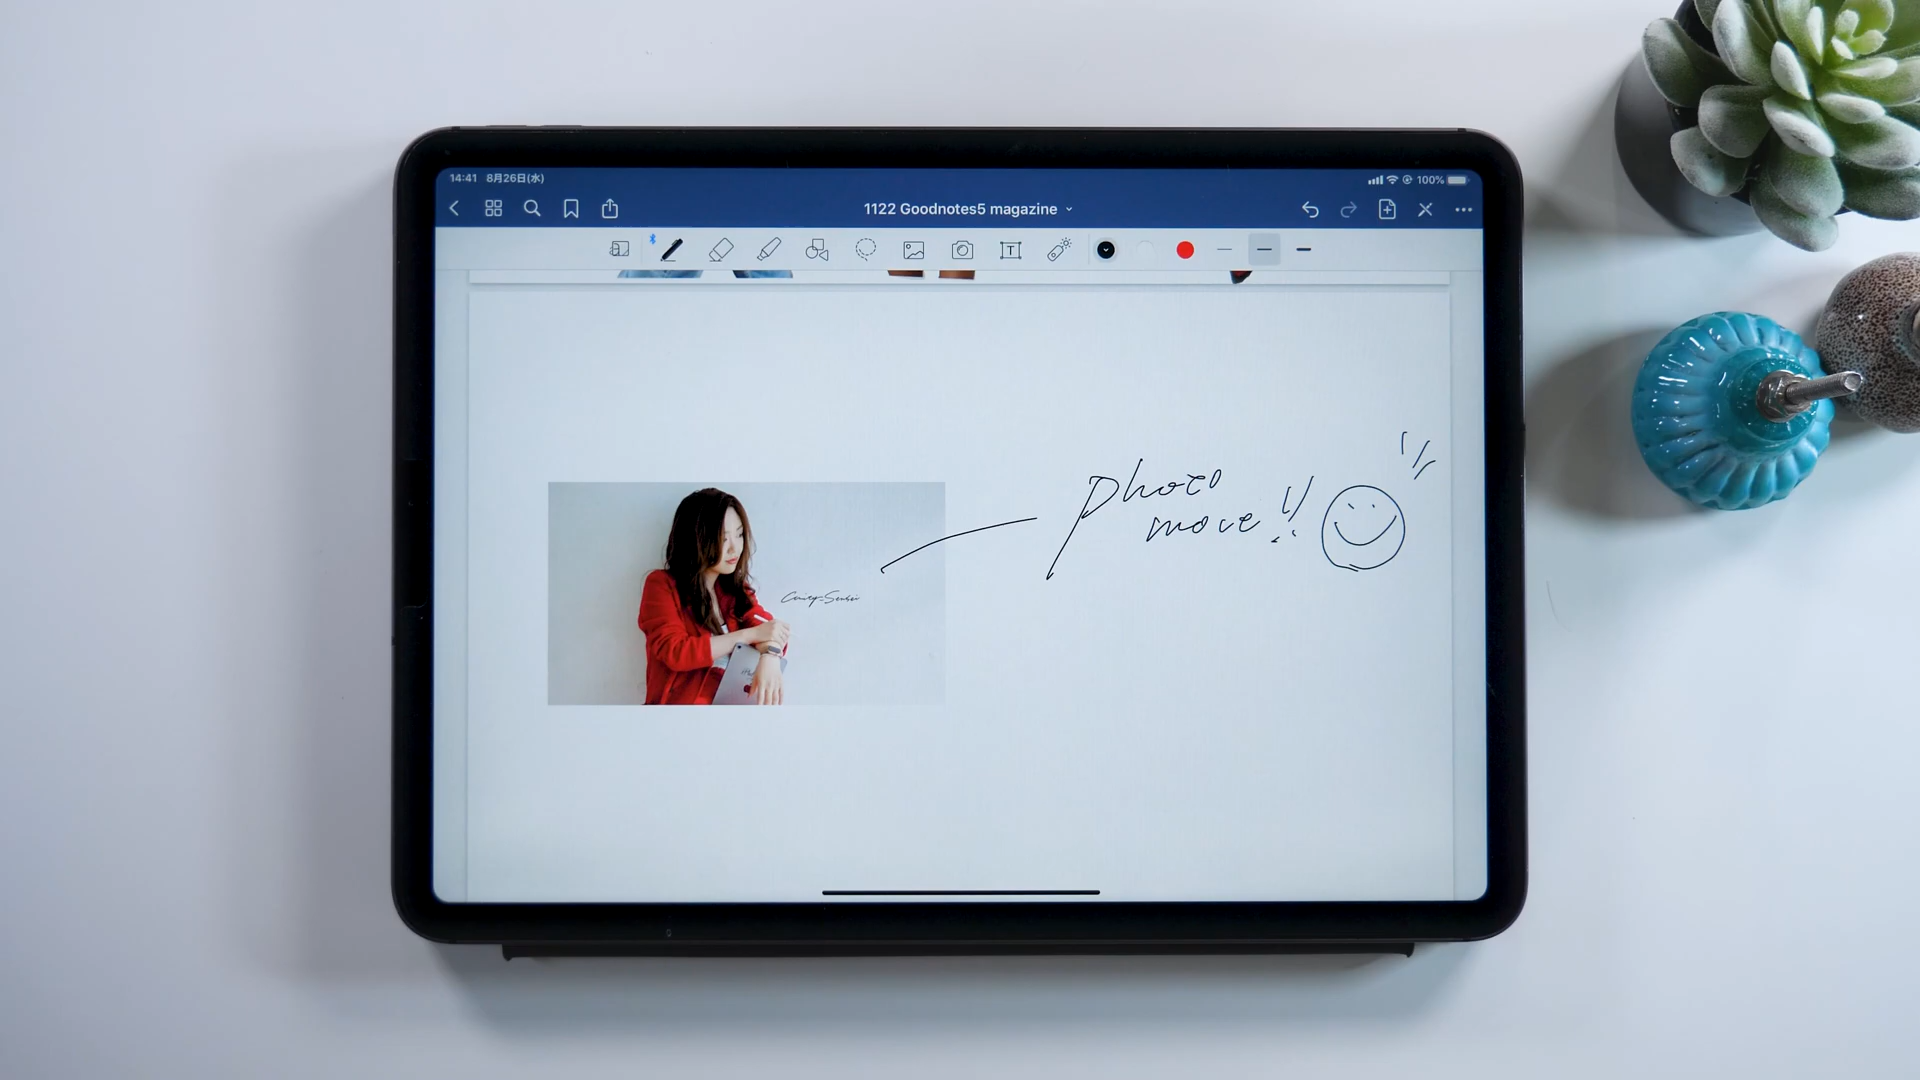 14:41 8月26日(水)
100%
1122 Goodnotes5 magazine
T
photo
move!!